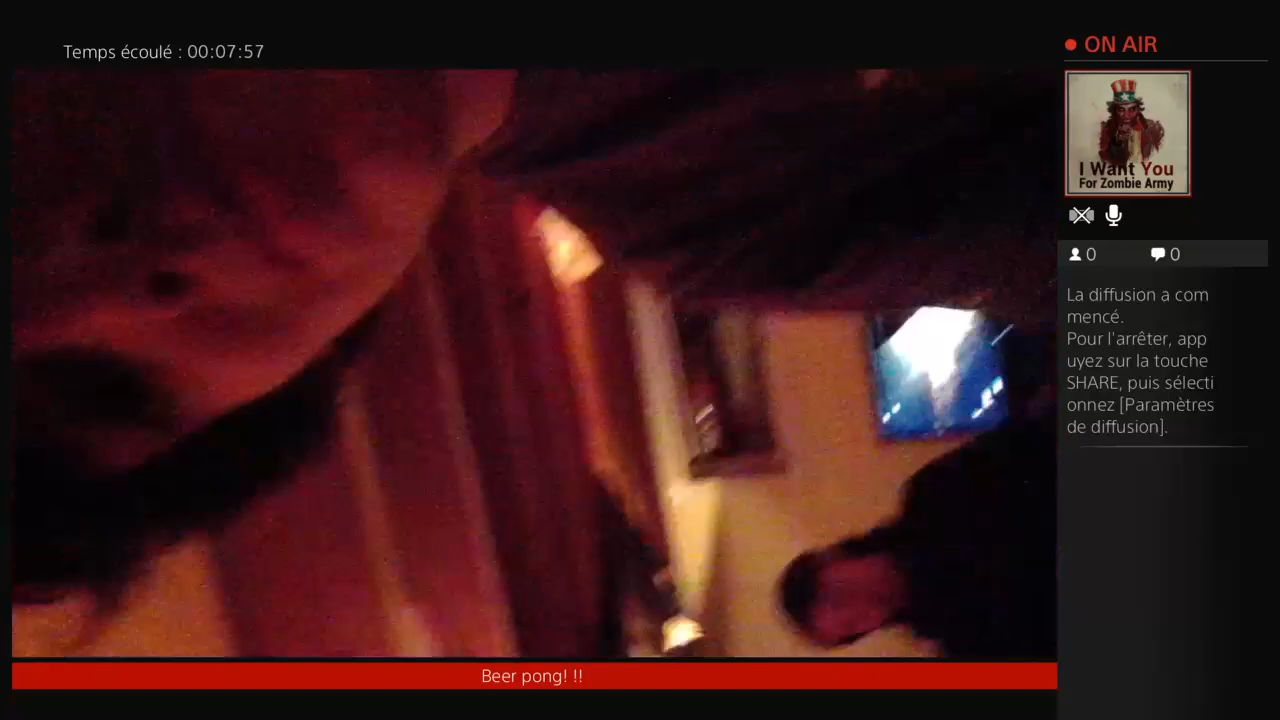 Temps écoulé : 00:07:57
ON AIR
I Want You
For Zombie Army
0
0
La diffusion a com
mencé.
Pour l'arrêter, app
uyez sur la touche
SHARE, puis sélecti
onnez [Paramètres
de diffusion].
Beer pong! !!